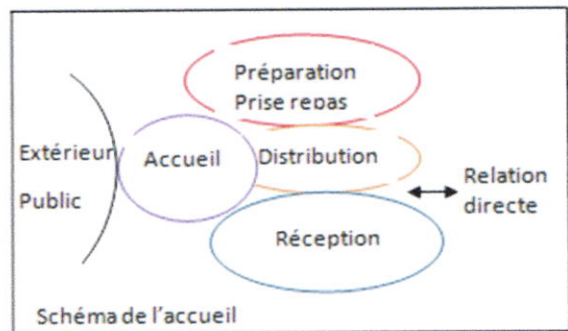 Préparation
Prise repas
Extérieur
Accueil
Distribution
Public
Relation
directe
Réception
Schéma de l'accueil